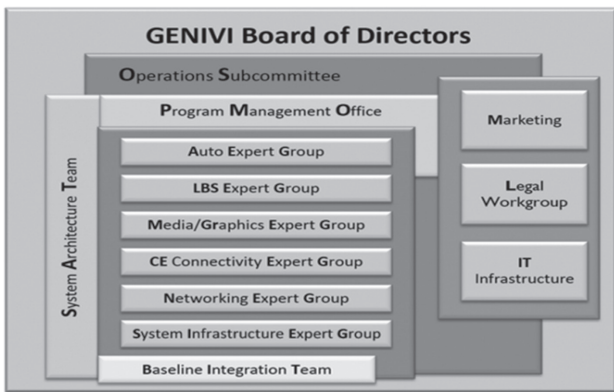 GENIVI Board of Directors
Operations Subcommittee
Program Management Office
System Architecture Team
Auto Expert Group
LBS Expert Group
Media/Graphics Expert Group
CE Connectivity Expert Group
Networking Expert Group
System Infrastructure Expert Group
Baseline Integration Team
Marketing
Legal
Workgroup
IT
Infrastructure